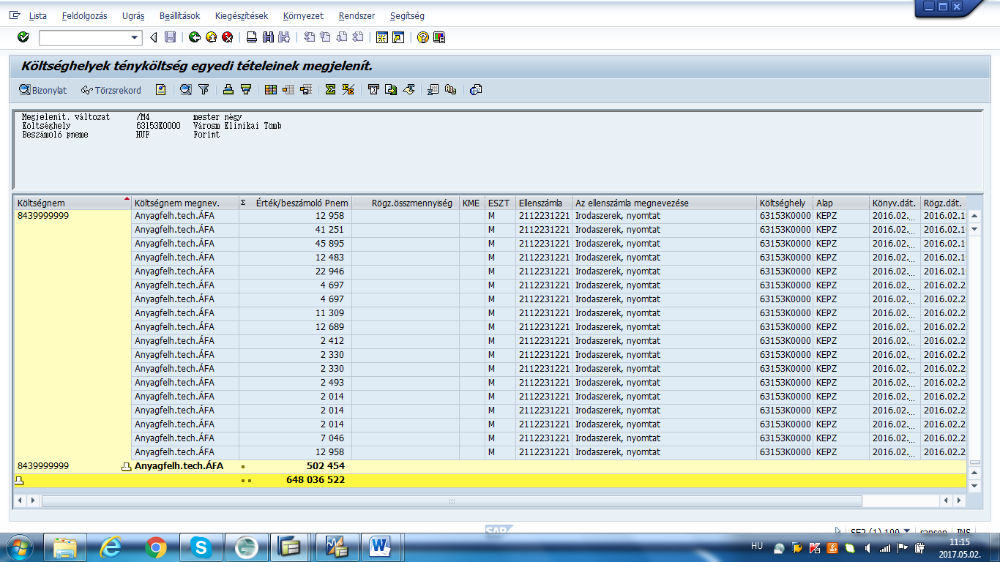 Lista Feldolgozás Ugrás Beállítások Kiegészítések Környezet Rendszer Segítség
Költséghelyek tényköltség egyedi tételeinek megjelenít.
Bizonylat Törzsrekord
Megjelenít. változat /M4 mester négy
Költséghely 63153K0000 Városm Klinikai Tömb
Beszámoló pneme HUF Forint
Költségnem Költségnem megnev. Σ Érték/beszámoló Pnem Rögz.összmennyiség KME ESZT Ellenszámla Az ellenszámla megnevezése Költséghely Alap Könyv.dát. Rögz.dát.
8439999999 Anyagfelh.tech.ÁFA 12 958 M 2112231221 Irodaszerek, nyomtat 63153K0000 KEPZ 2016.02... 2016.02.1
Anyagfelh.tech.ÁFA 41 251 M 2112231221 Irodaszerek, nyomtat 63153K0000 KEPZ 2016.02... 2016.02.1
Anyagfelh.tech.ÁFA 45 895 M 2112231221 Irodaszerek, nyomtat 63153K0000 KEPZ 2016.02... 2016.02.1
Anyagfelh.tech.ÁFA 12 483 M 2112231221 Irodaszerek, nyomtat 63153K0000 KEPZ 2016.02... 2016.02.1
Anyagfelh.tech.ÁFA 22 946 M 2112231221 Irodaszerek, nyomtat 63153K0000 KEPZ 2016.02... 2016.02.1
Anyagfelh.tech.ÁFA 4 697 M 2112231221 Irodaszerek, nyomtat 63153K0000 KEPZ 2016.02... 2016.02.2
Anyagfelh.tech.ÁFA 4 697 M 2112231221 Irodaszerek, nyomtat 63153K0000 KEPZ 2016.02... 2016.02.2
Anyagfelh.tech.ÁFA 11 309 M 2112231221 Irodaszerek, nyomtat 63153K0000 KEPZ 2016.02... 2016.02.2
Anyagfelh.tech.ÁFA 12 689 M 2112231221 Irodaszerek, nyomtat 63153K0000 KEPZ 2016.02... 2016.02.2
Anyagfelh.tech.ÁFA 2 412 M 2112231221 Irodaszerek, nyomtat 63153K0000 KEPZ 2016.02... 2016.02.2
Anyagfelh.tech.ÁFA 2 330 M 2112231221 Irodaszerek, nyomtat 63153K0000 KEPZ 2016.02... 2016.02.2
Anyagfelh.tech.ÁFA 2 330 M 2112231221 Irodaszerek, nyomtat 63153K0000 KEPZ 2016.02... 2016.02.2
Anyagfelh.tech.ÁFA 2 493 M 2112231221 Irodaszerek, nyomtat 63153K0000 KEPZ 2016.02... 2016.02.2
Anyagfelh.tech.ÁFA 2 014 M 2112231221 Irodaszerek, nyomtat 63153K0000 KEPZ 2016.02... 2016.02.2
Anyagfelh.tech.ÁFA 2 014 M 2112231221 Irodaszerek, nyomtat 63153K0000 KEPZ 2016.02... 2016.02.2
Anyagfelh.tech.ÁFA 2 014 M 2112231221 Irodaszerek, nyomtat 63153K0000 KEPZ 2016.02... 2016.02.2
Anyagfelh.tech.ÁFA 7 046 M 2112231221 Irodaszerek, nyomtat 63153K0000 KEPZ 2016.02... 2016.02.2
Anyagfelh.tech.ÁFA 12 958 M 2112231221 Irodaszerek, nyomtat 63153K0000 KEPZ 2016.02... 2016.02.2
8439999999 Anyagfelh.tech.ÁFA 502 454
648 036 522
SAP
HU 11:15
2017.05.02.